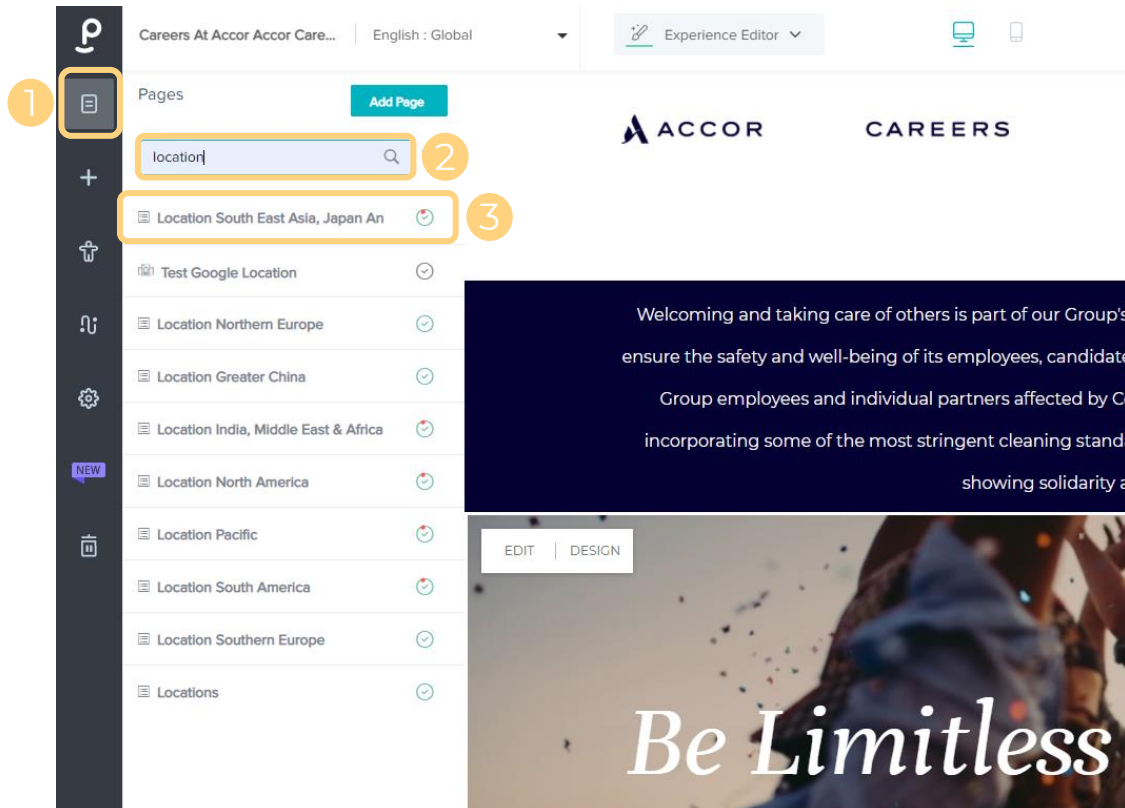 Careers At Accor Accor Care...
English : Global
Experience Editor
1
Pages
Add Page
ACCOR
CAREERS
location
2
Location South East Asia, Japan An
3
Test Google Location
Location Northern Europe
Location Greater China
Location India, Middle East & Africa
NEW
Location North America
Location Pacific
Location South America
Location Southern Europe
Locations
Welcoming and taking care of others is part of our Group's
ensure the safety and well-being of its employees, candidate
Group employees and individual partners affected by C
incorporating some of the most stringent cleaning stand
showing solidarity a
EDIT | DESIGN
Be Limitless